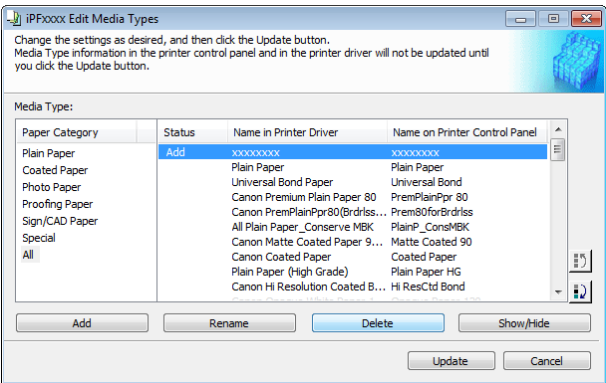 iPFxxxx Edit Media Types
Change the settings as desired, and then click the Update button.
Media Type information in the printer control panel and in the printer driver will not be updated until
you click the Update button.
Media Type:
Paper Category
Plain Paper
Coated Paper
Photo Paper
Proofing Paper
Sign/CAD Paper
Special
All
Status Name in Printer Driver Name on Printer Control Panel
Add xxxxxxxx xxxxxxxx
Plain Paper Plain Paper
Universal Bond Paper Universal Bond
Canon Premium Plain Paper 80 PremPlainPpr 80
Canon PremPlainPpr80(Brdrlss... Prem80forBrdrlss
All Plain Paper_Conserve MBK PlainP_ConsMBK
Canon Matte Coated Paper 9... Matte Coated 90
Canon Coated Paper Coated Paper
Plain Paper (High Grade) Plain Paper HG
Canon Hi Resolution Coated B... Hi ResCtd Bond
Add Rename Delete Show/Hide
Update Cancel